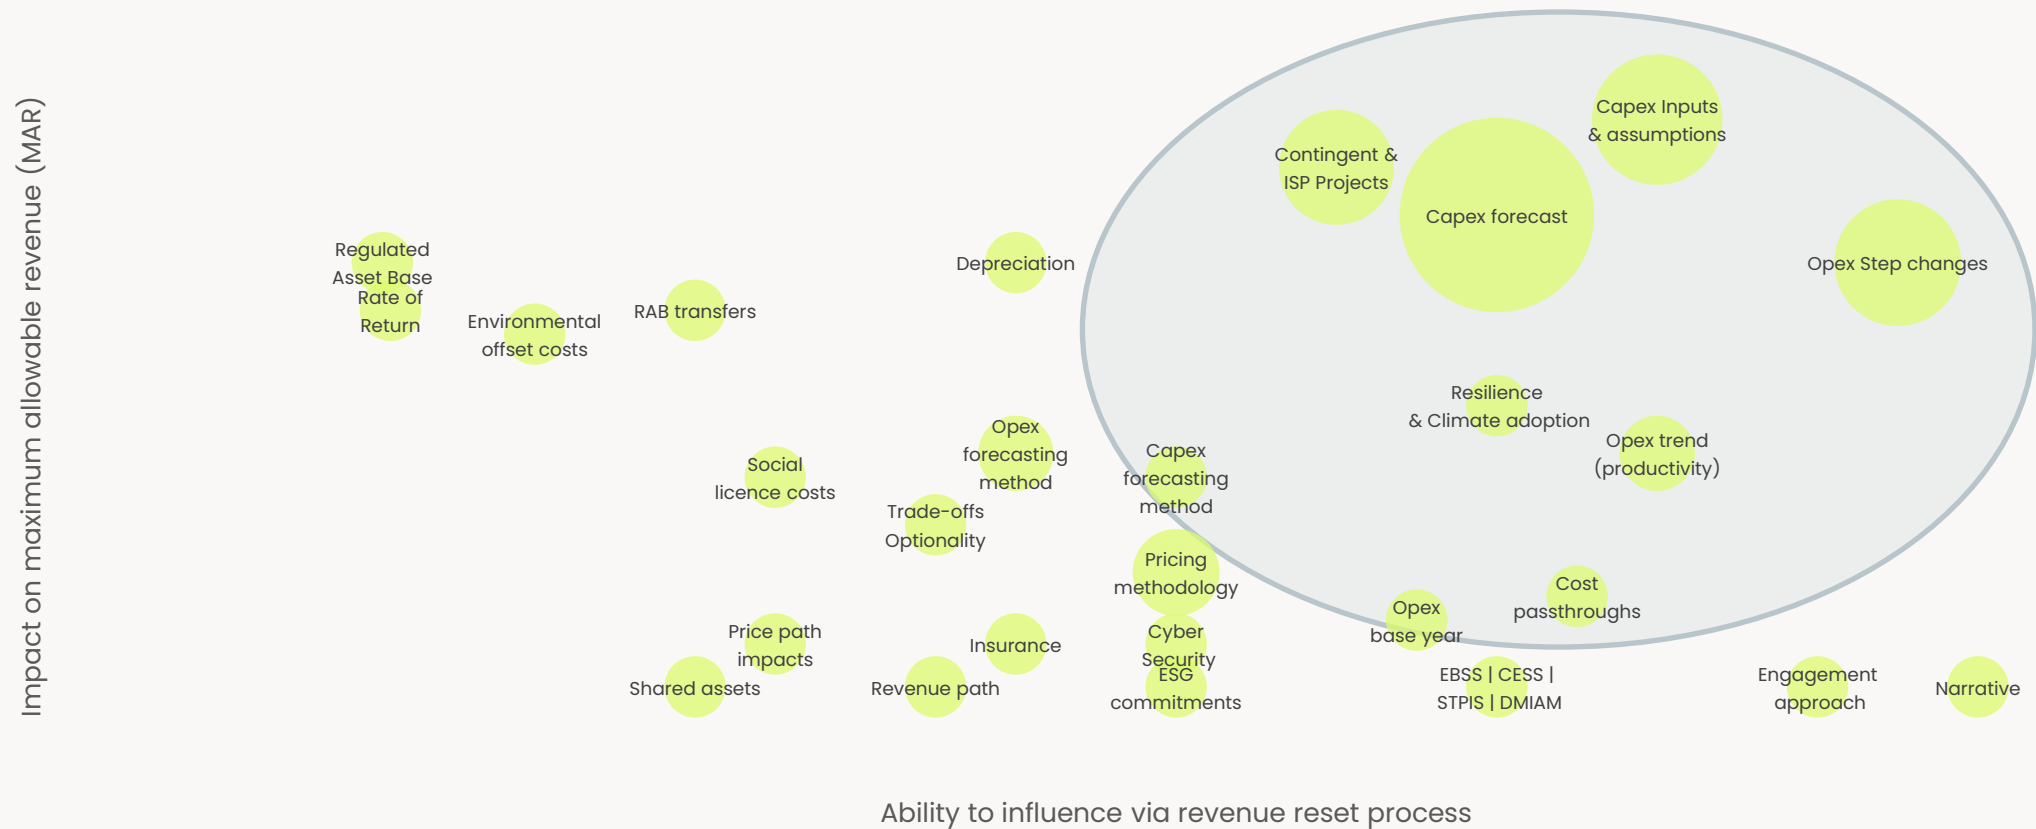 Impact on maximum allowable revenue (MAR)
Capex Inputs
& assumptions
Contingent &
ISP Projects
Capex forecast
Opex Step changes
Regulated
Asset Base
Rate of
Return
Environmental
offset costs
RAB transfers
Depreciation
Resilience
& Climate adoption
Opex trend
(productivity)
Opex
forecasting
method
Capex
forecasting
method
Social
licence costs
Trade-offs
Optionality
Pricing
methodology
Cost
passthroughs
Opex
base year
Price path
impacts
Insurance
Cyber
Security
Shared assets
Revenue path
ESG
commitments
EBSS | CESS |
STPIS | DMIAM
Engagement
approach
Narrative
Ability to influence via revenue reset process